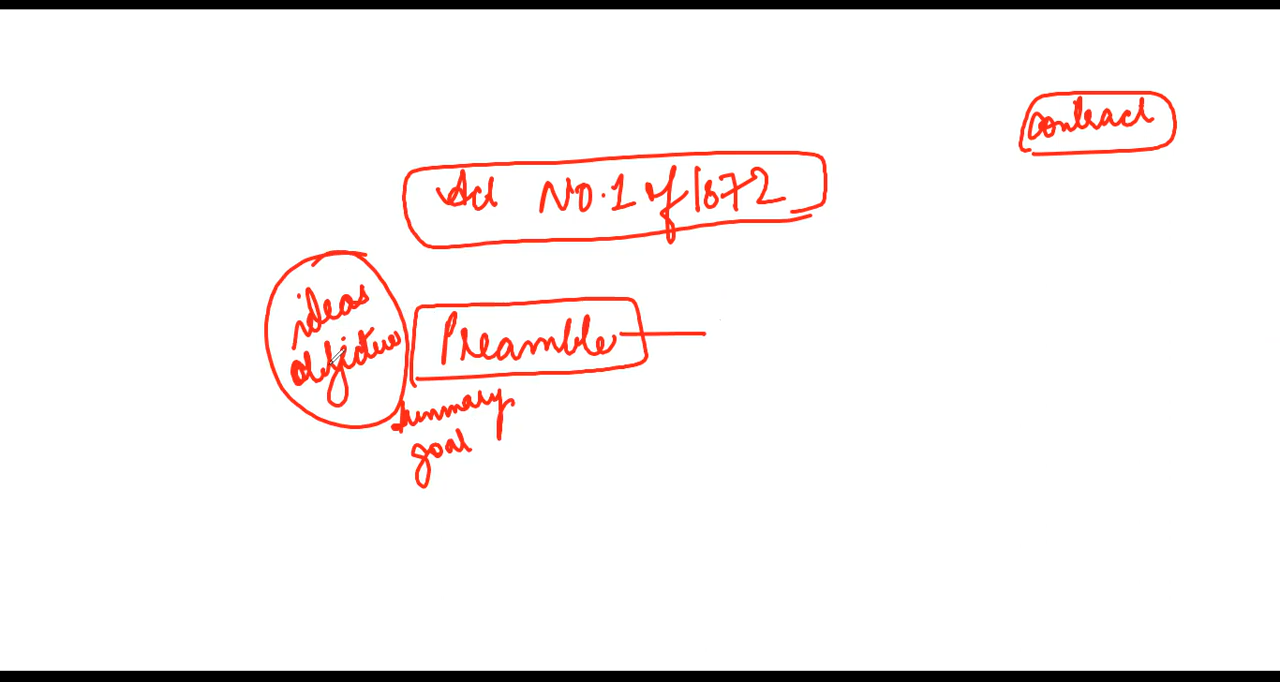 contract
Act No.1 of 1872
ideas
objective
Preamble
summary
goal